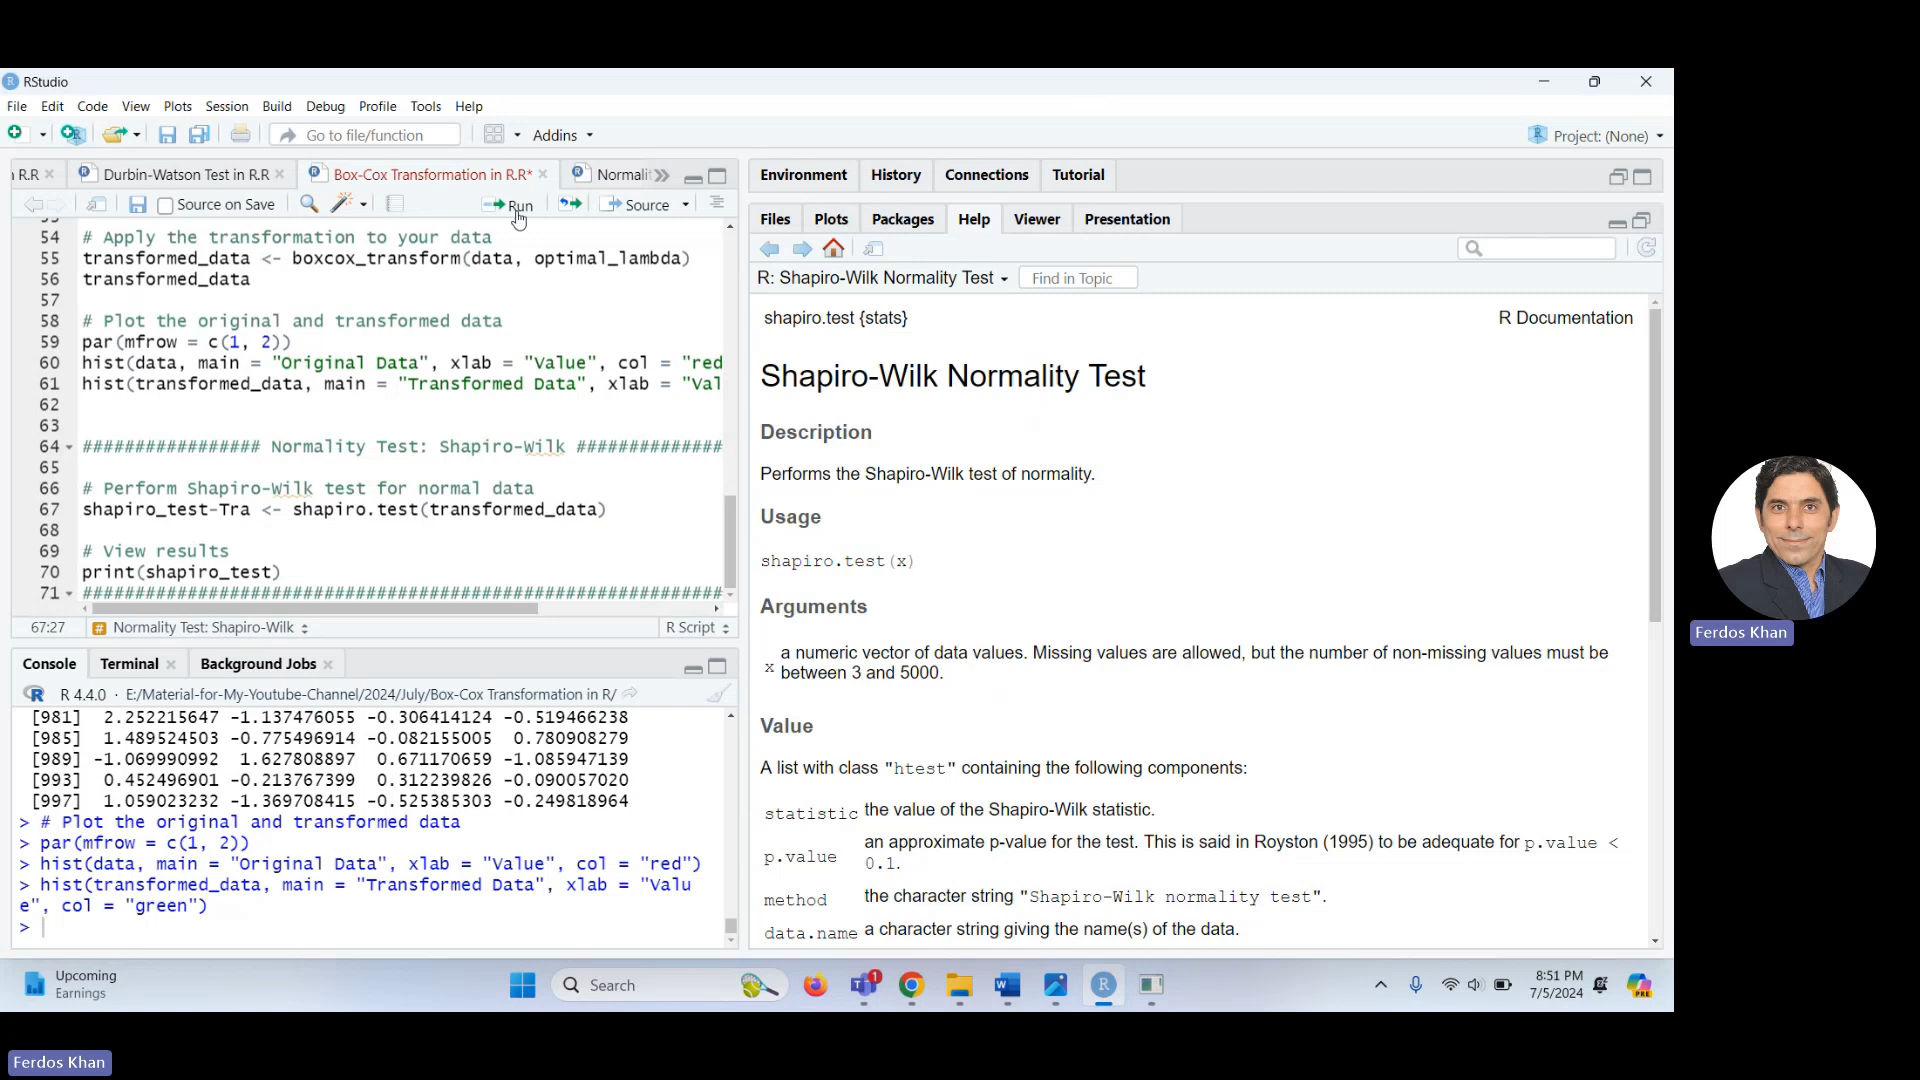 RStudio
File Edit Code View Plots Session Build Debug Profile Tools Help
Go to file/function Addins Project: (None)
R.R Durbin-Watson Test in R.R Box-Cox Transformation in R.R* Normali
Source on Save Run Source
54 # Apply the transformation to your data
55 transformed_data <- boxcox_transform(data, optimal_lambda)
56 transformed_data
57
58 # Plot the original and transformed data
59 par(mfrow = c(1, 2))
60 hist(data, main = "Original Data", xlab = "Value", col = "red
61 hist(transformed_data, main = "Transformed Data", xlab = "Val
62
63
64 ################# Normality Test: Shapiro-Wilk ##############
65
66 # Perform Shapiro-Wilk test for normal data
67 shapiro_test-Tra <- shapiro.test(transformed_data)
68
69 # View results
70 print(shapiro_test)
71 #############################################################
67:27 # Normality Test: Shapiro-Wilk R Script
Console Terminal Background Jobs
R 4.4.0 · E:/Material-for-My-Youtube-Channel/2024/July/Box-Cox Transformation in R/
[981] 2.252215647 -1.137476055 -0.306414124 -0.519466238
[985] 1.489524503 -0.775496914 -0.082155005 0.780908279
[989] -1.069990992 1.627808897 0.671170659 -1.085947139
[993] 0.452496901 -0.213767399 0.312239826 -0.090057020
[997] 1.059023232 -1.369708415 -0.525385303 -0.249818964
> # Plot the original and transformed data
> par(mfrow = c(1, 2))
> hist(data, main = "Original Data", xlab = "Value", col = "red")
> hist(transformed_data, main = "Transformed Data", xlab = "Valu
e", col = "green")
>
Environment History Connections Tutorial
Files Plots Packages Help Viewer Presentation
R: Shapiro-Wilk Normality Test Find in Topic
shapiro.test {stats} R Documentation
Shapiro-Wilk Normality Test
Description
Performs the Shapiro-Wilk test of normality.
Usage
shapiro.test(x)
Arguments
x a numeric vector of data values. Missing values are allowed, but the number of non-missing values must be
between 3 and 5000.
Value
A list with class "htest" containing the following components:
statistic the value of the Shapiro-Wilk statistic.
p.value an approximate p-value for the test. This is said in Royston (1995) to be adequate for p.value <
0.1.
method the character string "Shapiro-Wilk normality test".
data.name a character string giving the name(s) of the data.
Ferdos Khan
Upcoming
Earnings
Search
1
8:51 PM
7/5/2024
PRE
Ferdos Khan